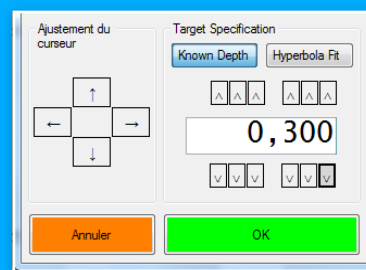 Ajustement du
curseur
Target Specification
Known Depth
Hyperbola Fit
↑
← →
↓
^ ^ ^ ^ ^ ^
0,300
v v v v v v
Annuler
OK